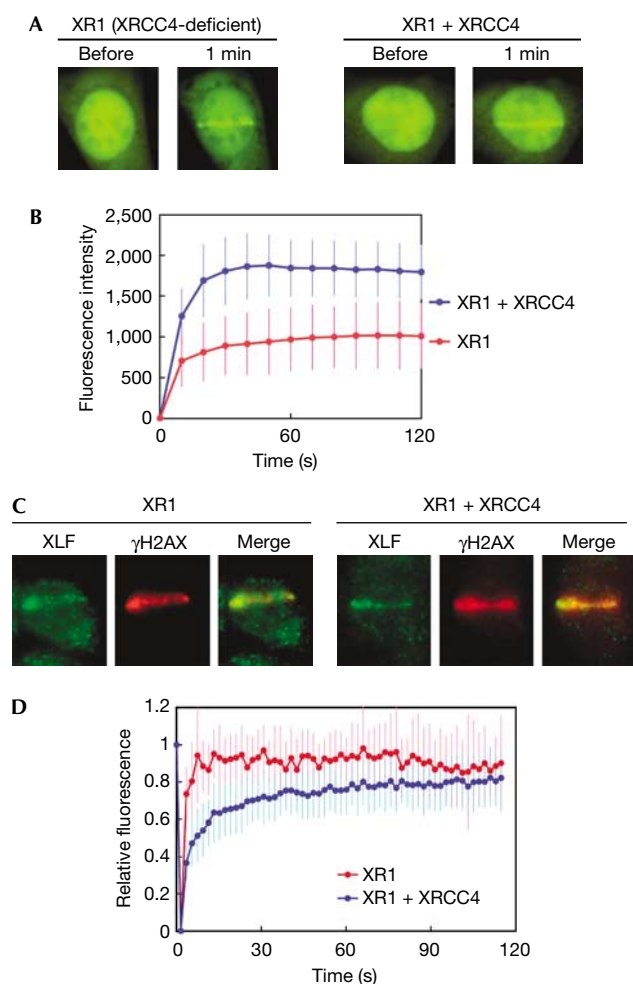 A
XR1 (XRCC4-deficient)
XR1 + XRCC4
Before
1 min
Before
1 min
B
2,500
2,000
1,500
1,000
500
0
Fluorescence intensity
0
60
120
Time (s)
XR1 + XRCC4
XR1
C
XR1
XR1 + XRCC4
XLF
γH2AX
Merge
XLF
γH2AX
Merge
D
1.2
1
0.8
0.6
0.4
0.2
0
Relative fluorescence
XR1
XR1 + XRCC4
0
30
60
90
120
Time (s)